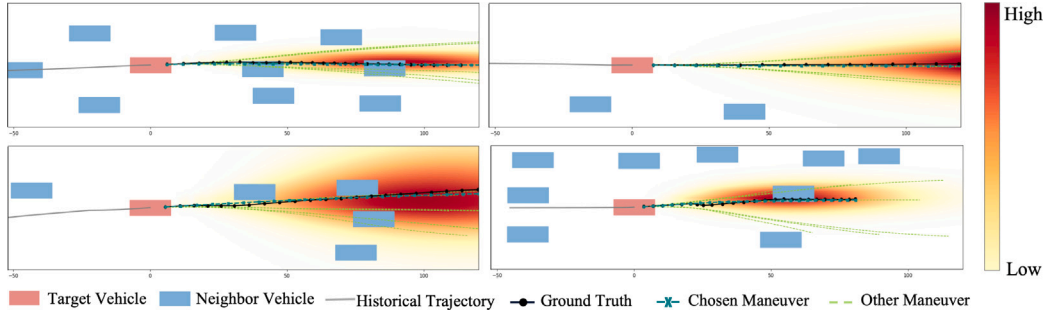 High
−50 0 50 100
−50 0 50 100
−50 0 50 100
−50 0 50 100
Low
Target Vehicle Neighbor Vehicle Historical Trajectory Ground Truth Chosen Maneuver Other Maneuver